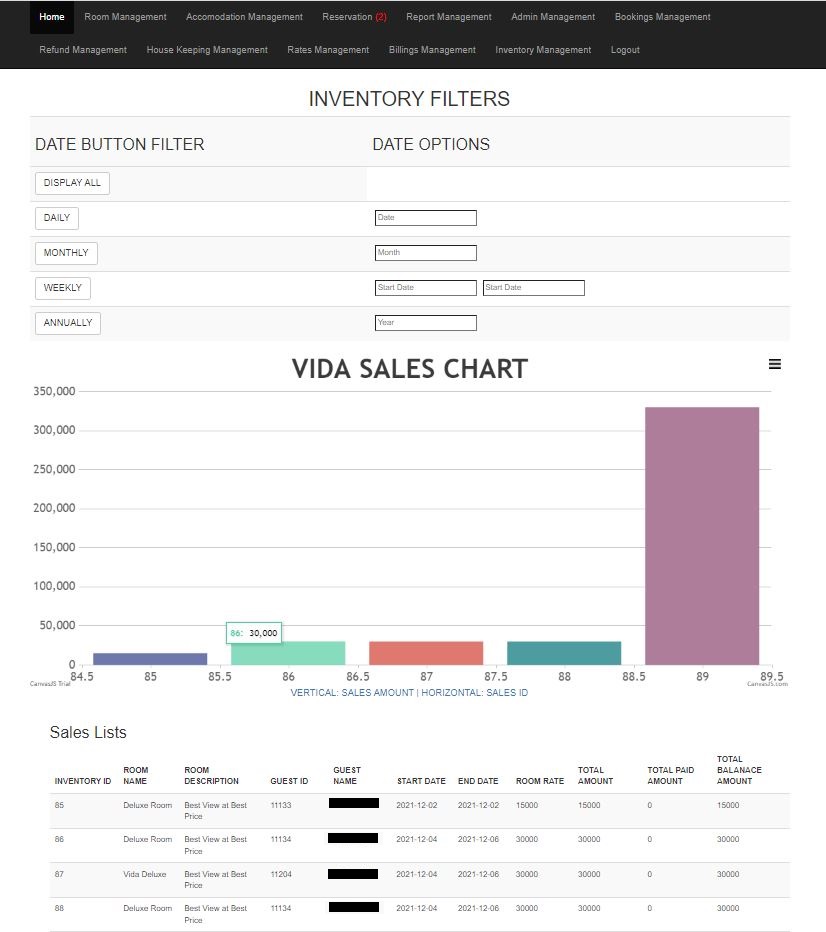 Home Room Management Accomodation Management Reservation (2) Report Management Admin Management Bookings Management
Refund Management House Keeping Management Rates Management Billings Management Inventory Management Logout
INVENTORY FILTERS
DATE BUTTON FILTER DATE OPTIONS
DISPLAY ALL
DAILY Date
MONTHLY Month
WEEKLY Start Date Start Date
ANNUALLY Year
VIDA SALES CHART
350,000
300,000
250,000
200,000
150,000
100,000
50,000
86: 30,000
0
84.5 85 85.5 86 86.5 87 87.5 88 88.5 89 89.5
CanvasJS Trial CanvasJS.com
VERTICAL: SALES AMOUNT | HORIZONTAL: SALES ID
Sales Lists
INVENTORY ID ROOM NAME ROOM DESCRIPTION GUEST ID GUEST NAME START DATE END DATE ROOM RATE TOTAL AMOUNT TOTAL PAID AMOUNT TOTAL BALANACE AMOUNT
85 Deluxe Room Best View at Best 11133 2021-12-02 2021-12-02 15000 15000 0 15000
Price
86 Deluxe Room Best View at Best 11134 2021-12-04 2021-12-06 30000 30000 0 30000
Price
87 Vida Deluxe Best View at Best 11204 2021-12-04 2021-12-06 30000 30000 0 30000
Price
88 Deluxe Room Best View at Best 11134 2021-12-04 2021-12-06 30000 30000 0 30000
Price